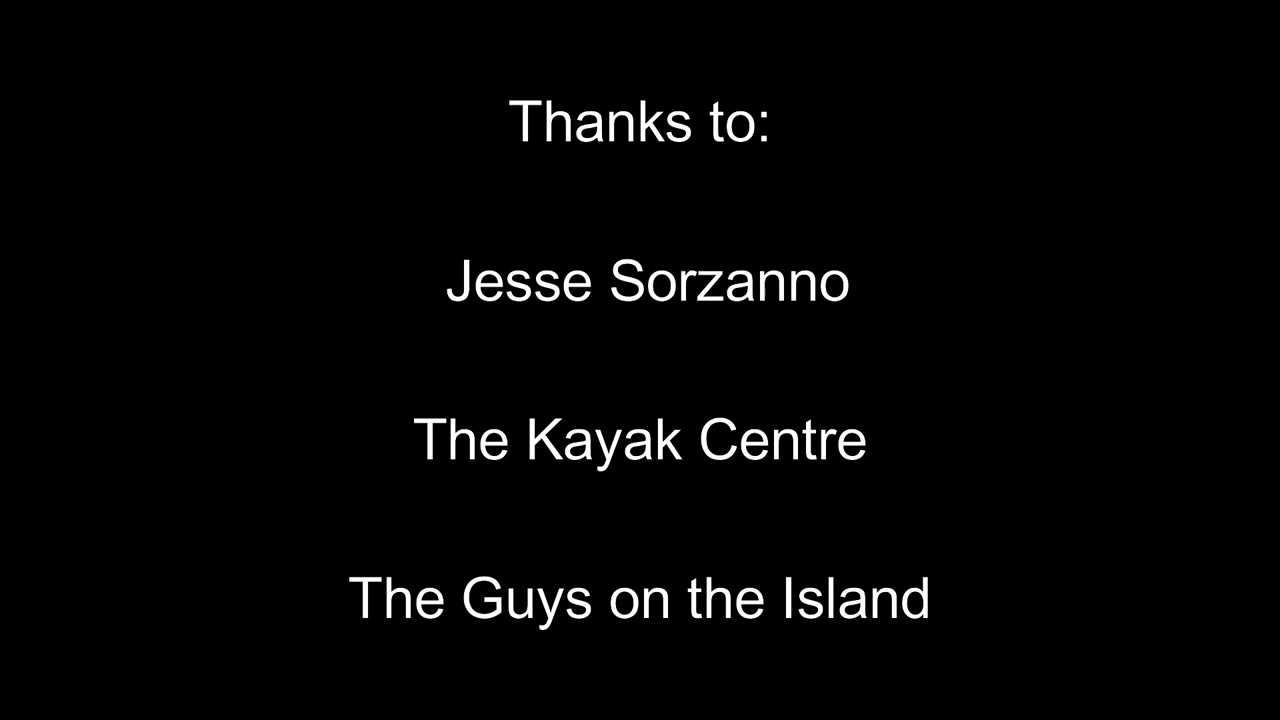 Thanks to:
Jesse Sorzanno
The Kayak Centre
The Guys on the Island